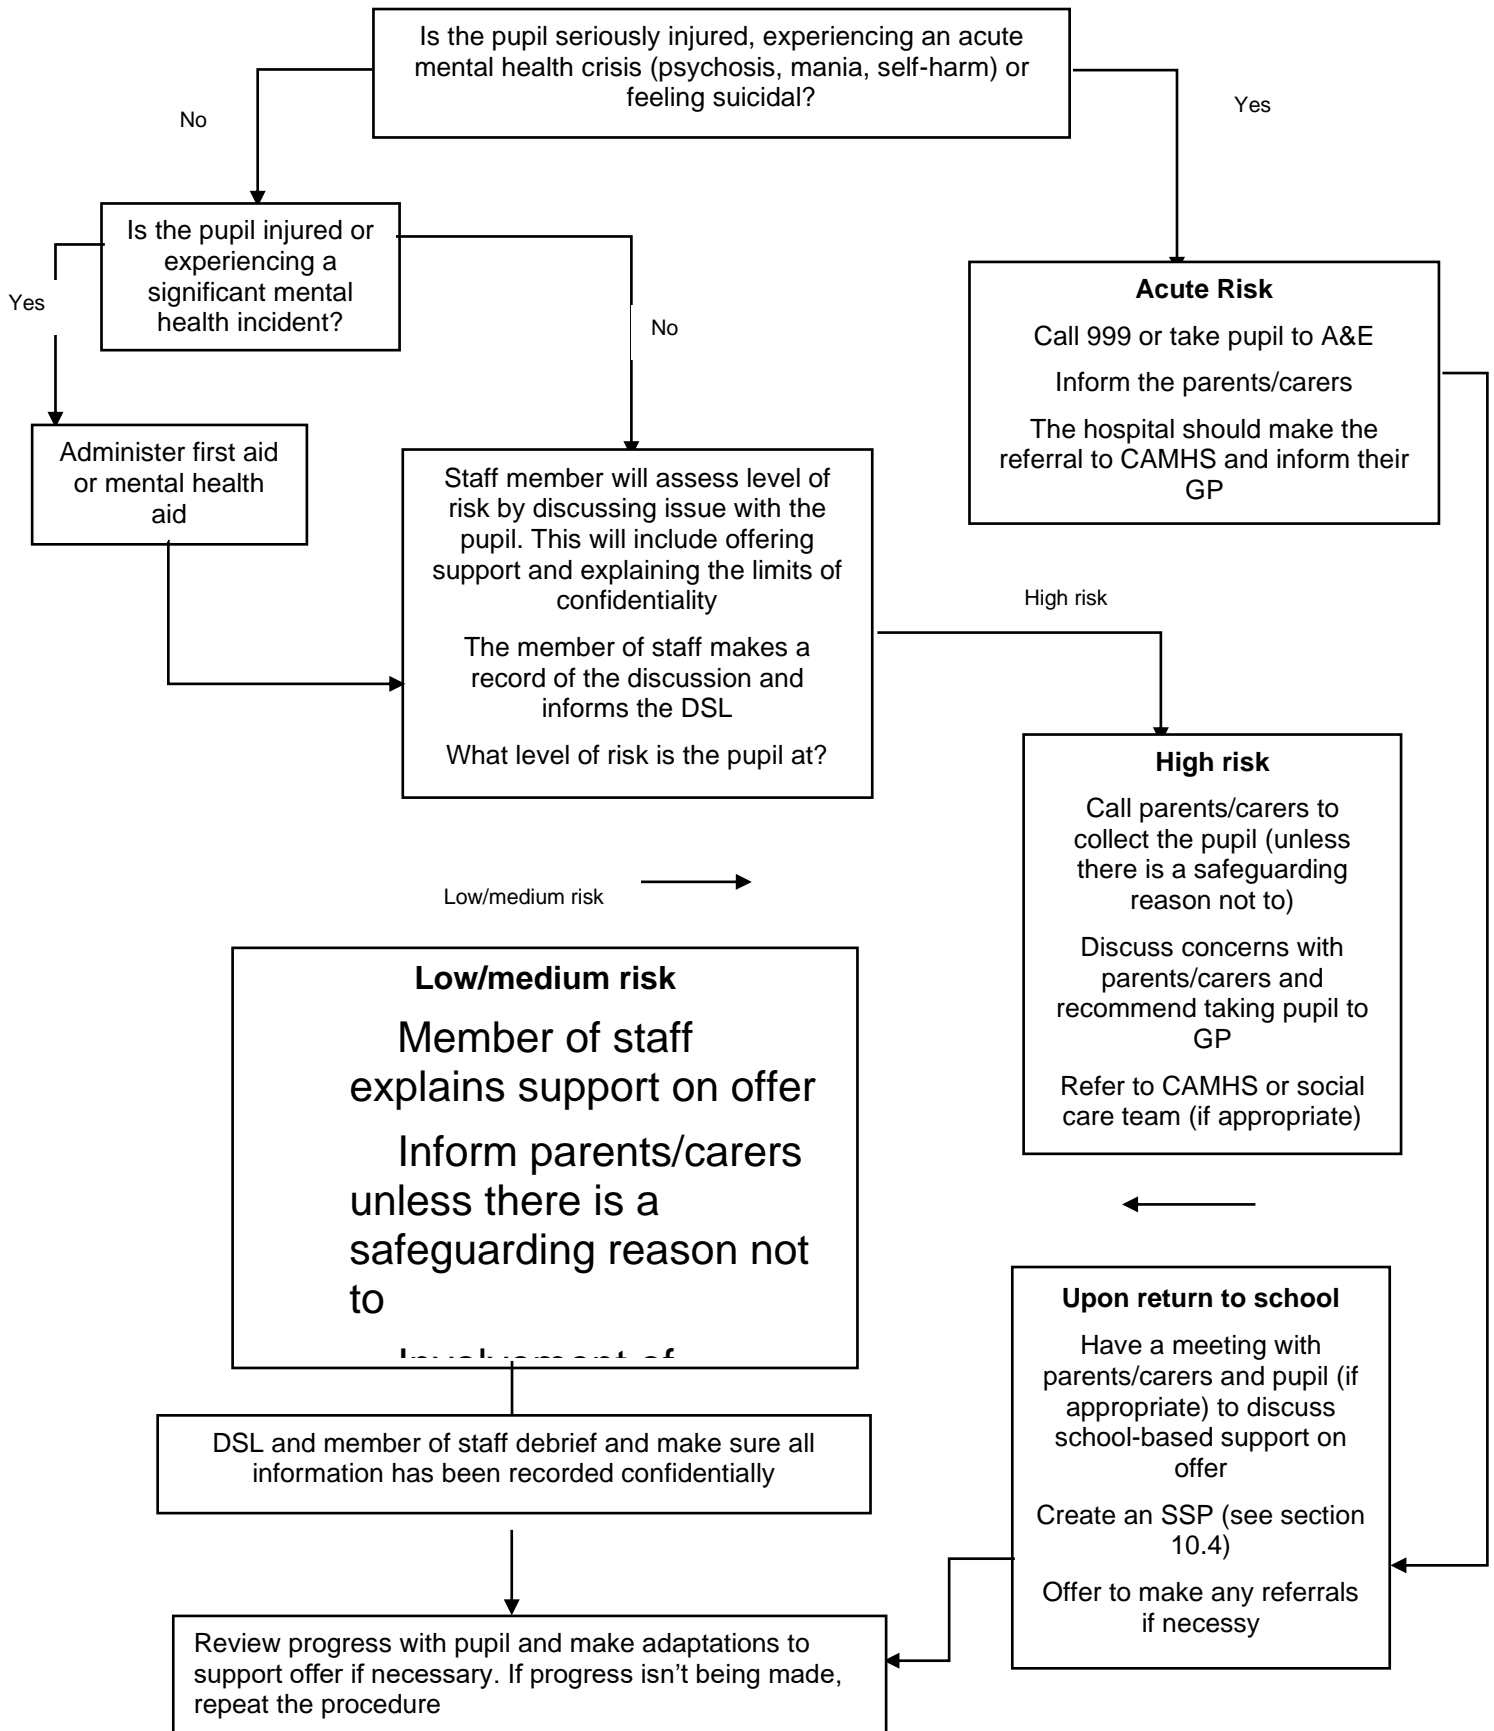 Is the pupil seriously injured, experiencing an acute
mental health crisis (psychosis, mania, self-harm) or
feeling suicidal?
No
Yes
Is the pupil injured or
experiencing a
significant mental
health incident?
Yes
No
Acute Risk
Call 999 or take pupil to A&E
Inform the parents/carers
The hospital should make the
referral to CAMHS and inform their
GP
Administer first aid
or mental health
aid
Staff member will assess level of
risk by discussing issue with the
pupil. This will include offering
support and explaining the limits of
confidentiality
The member of staff makes a
record of the discussion and
informs the DSL
What level of risk is the pupil at?
High risk
High risk
Call parents/carers to
collect the pupil (unless
there is a safeguarding
reason not to)
Discuss concerns with
parents/carers and
recommend taking pupil to
GP
Refer to CAMHS or social
care team (if appropriate)
Low/medium risk
Low/medium risk
Member of staff
explains support on offer
Inform parents/carers
unless there is a
safeguarding reason not
to
Involvement of
Upon return to school
Have a meeting with
parents/carers and pupil (if
appropriate) to discuss
school-based support on
offer
Create an SSP (see section
10.4)
Offer to make any referrals
if necessy
DSL and member of staff debrief and make sure all
information has been recorded confidentially
Review progress with pupil and make adaptations to
support offer if necessary. If progress isn't being made,
repeat the procedure